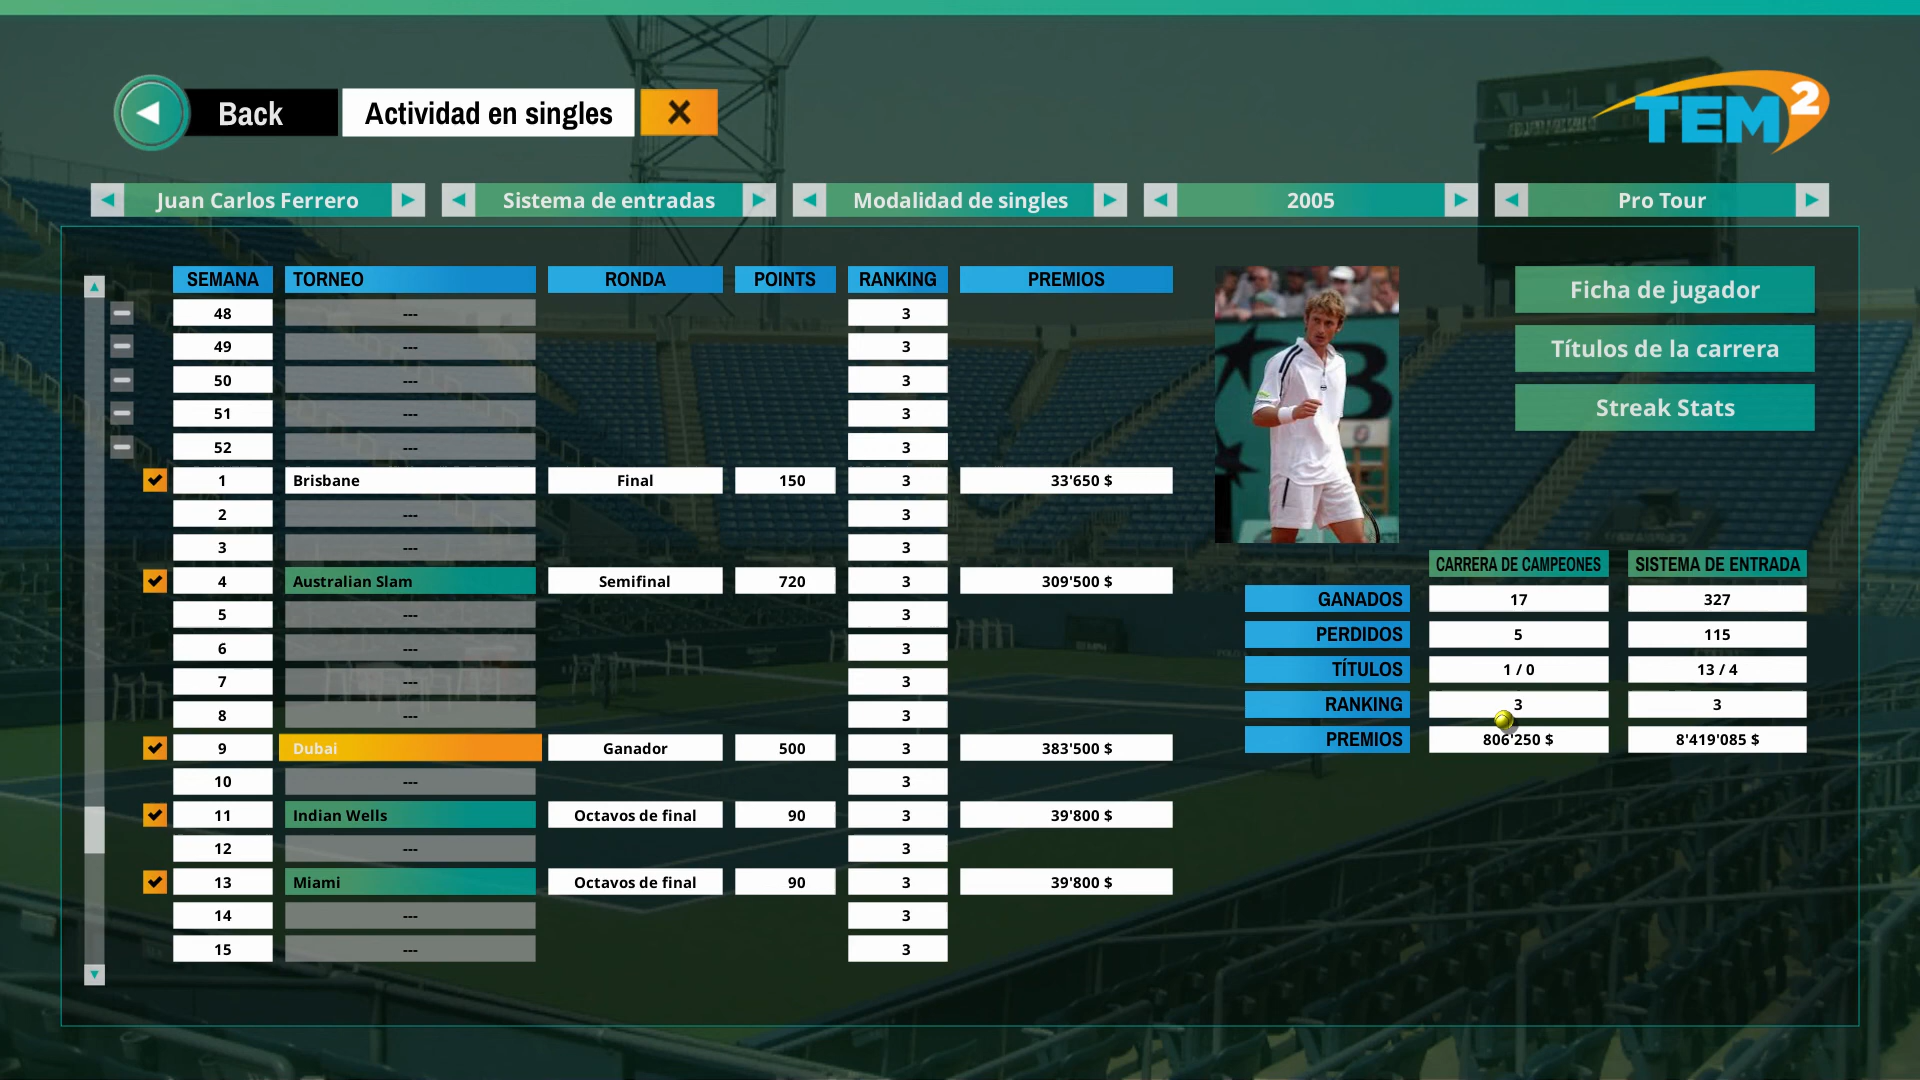 Back
Actividad en singles
TEM2
Juan Carlos Ferrero
Sistema de entradas
Modalidad de singles
2005
Pro Tour
SEMANA TORNEO RONDA POINTS RANKING PREMIOS
48 --- 3
49 --- 3
50 --- 3
51 --- 3
52 --- 3
1 Brisbane Final 150 3 33'650 $
2 --- 3
3 --- 3
4 Australian Slam Semifinal 720 3 309'500 $
5 --- 3
6 --- 3
7 --- 3
8 --- 3
9 Dubai Ganador 500 3 383'500 $
10 --- 3
11 Indian Wells Octavos de final 90 3 39'800 $
12 --- 3
13 Miami Octavos de final 90 3 39'800 $
14 --- 3
15 --- 3
Ficha de jugador
Títulos de la carrera
Streak Stats
CARRERA DE CAMPEONES SISTEMA DE ENTRADA
GANADOS 17 327
PERDIDOS 5 115
TÍTULOS 1 / 0 13 / 4
RANKING 3 3
PREMIOS 806'250 $ 8'419'085 $